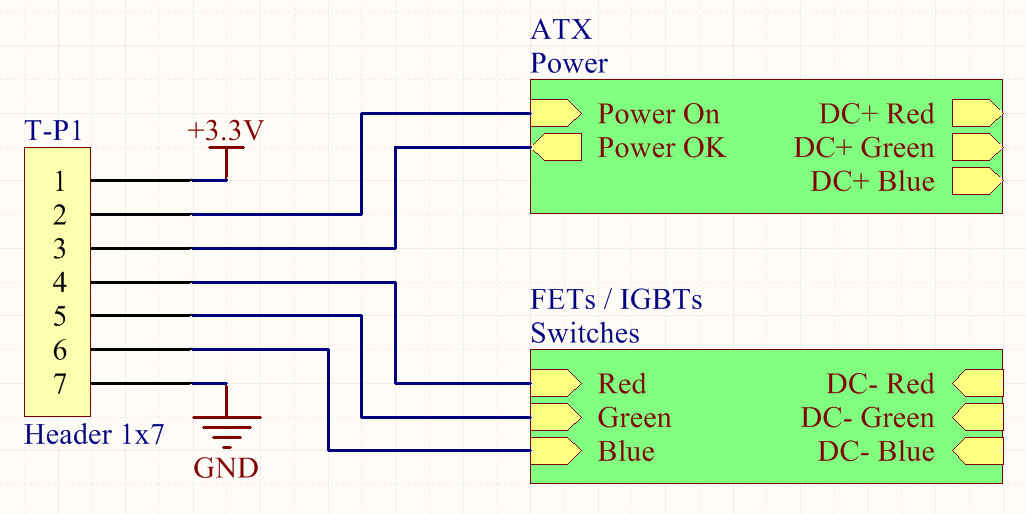 ATX
Power
T-P1
+3.3V
Power On
DC+ Red
1
Power OK
DC+ Green
DC+ Blue
2
3
4
FETs / IGBTs
5
Switches
6
7
Red
DC- Red
Header 1x7
Green
DC- Green
GND
Blue
DC- Blue